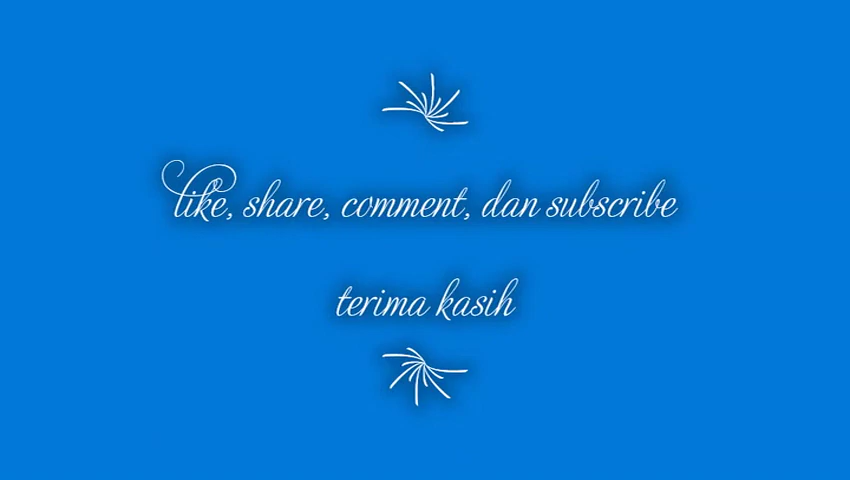 like, share, comment, dan subscribe
terima kasih